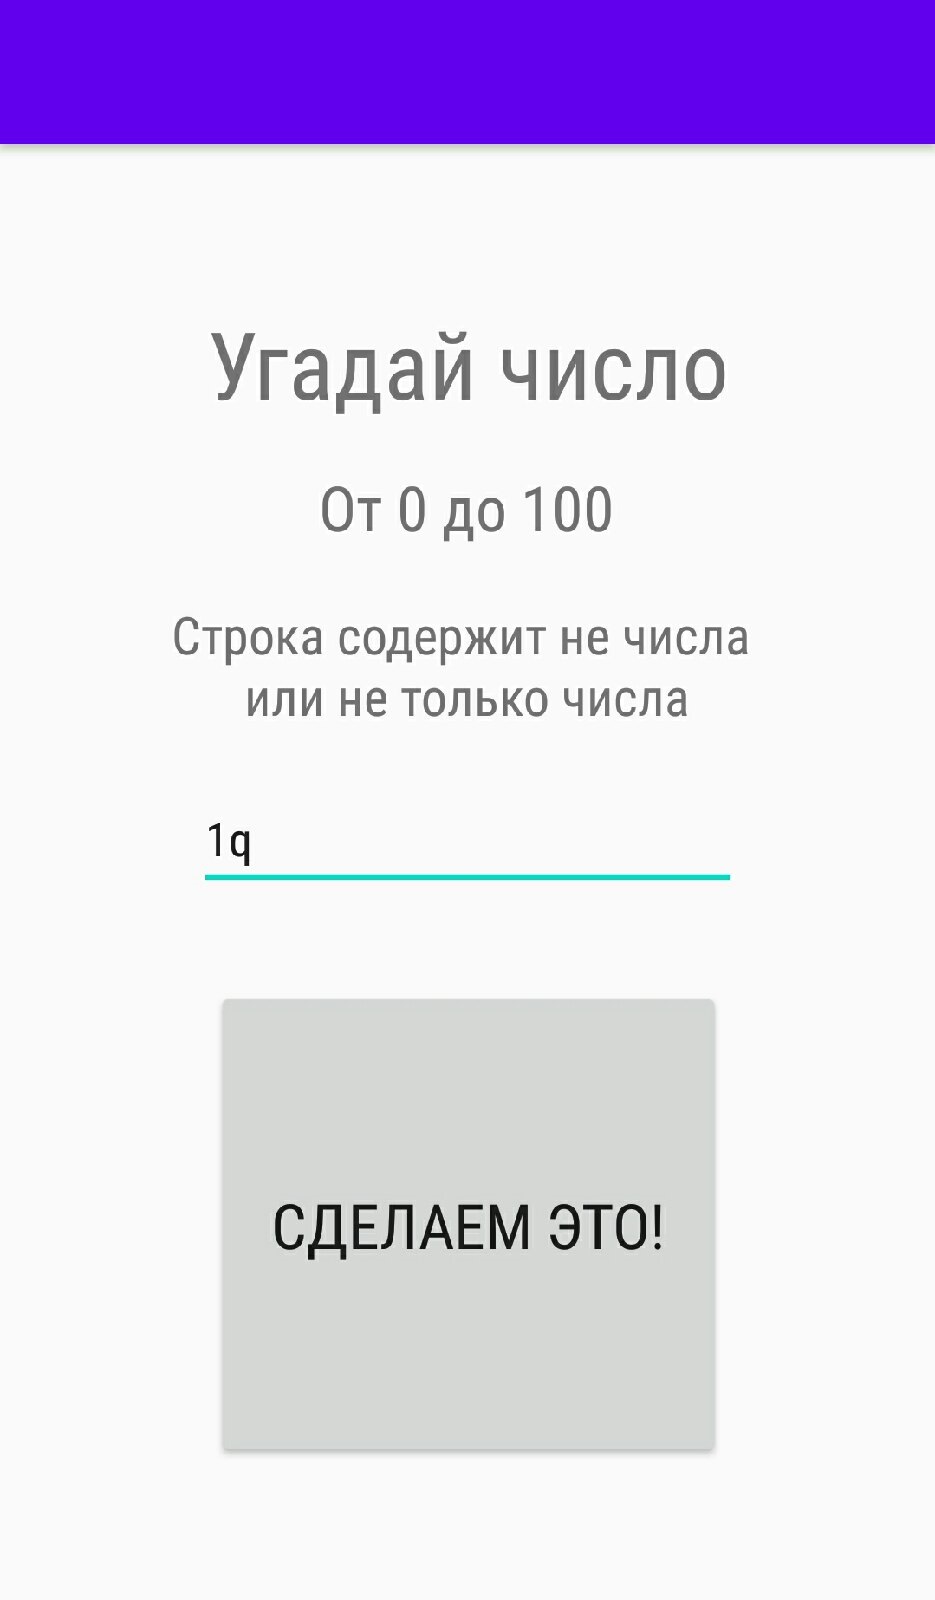 Угадай число
От 0 до 100
Строка содержит не числа
или не только числа
1q
СДЕЛАЕМ ЭТО!